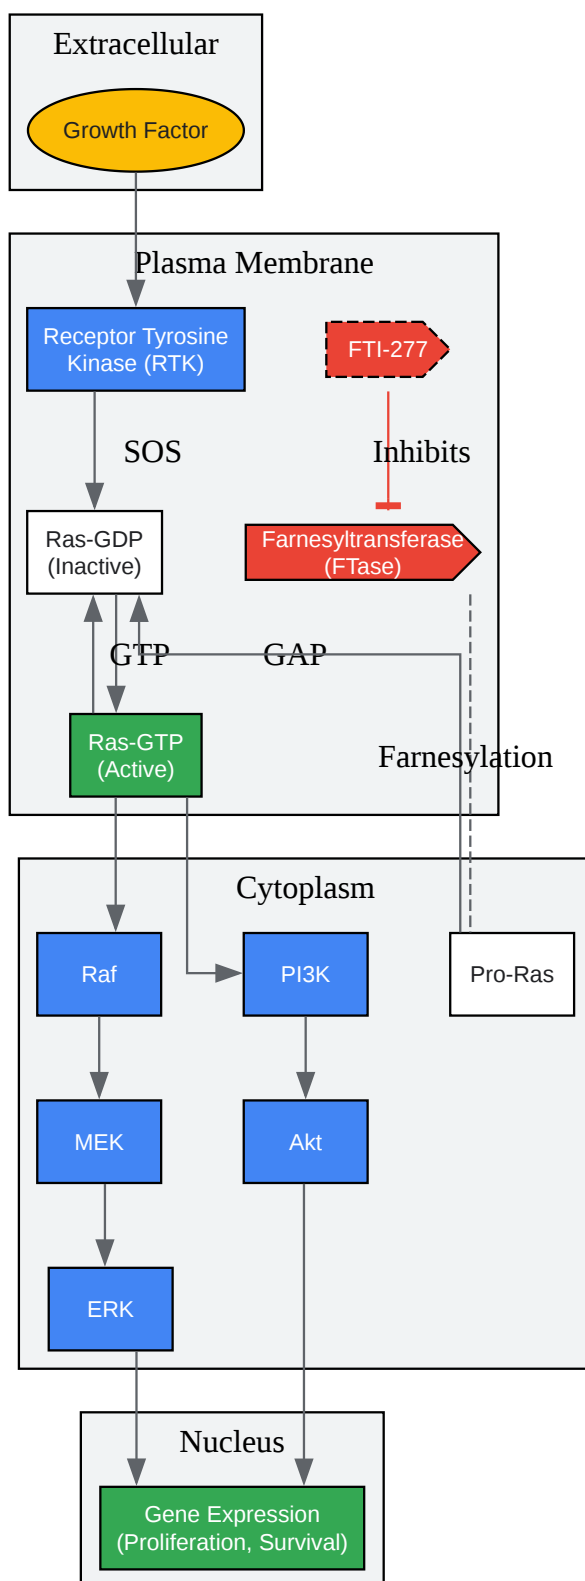 Extracellular
Growth Factor
Plasma Membrane
Receptor Tyrosine
Kinase (RTK)
FTI-277
SOS
Inhibits
Ras-GDP
(Inactive)
Farnesyltransferase
(FTase)
GTP
GAP
Ras-GTP
(Active)
Farnesylation
Cytoplasm
Raf
PI3K
Pro-Ras
MEK
Akt
ERK
Nucleus
Gene Expression
(Proliferation, Survival)